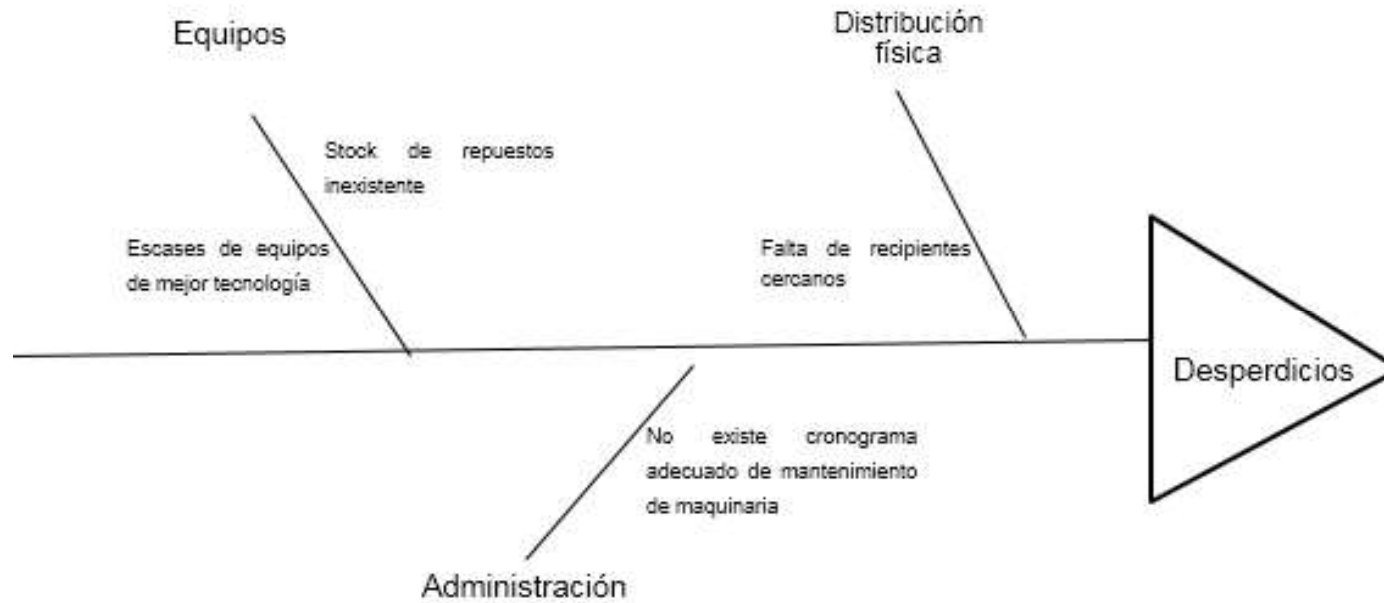 Equipos
Distribución
física
Stock de repuestos
inexistente
Escases de equipos
de mejor tecnología
Falta de recipientes
cercanos
Desperdicios
No existe cronograma
adecuado de mantenimiento
de maquinaria
Administración